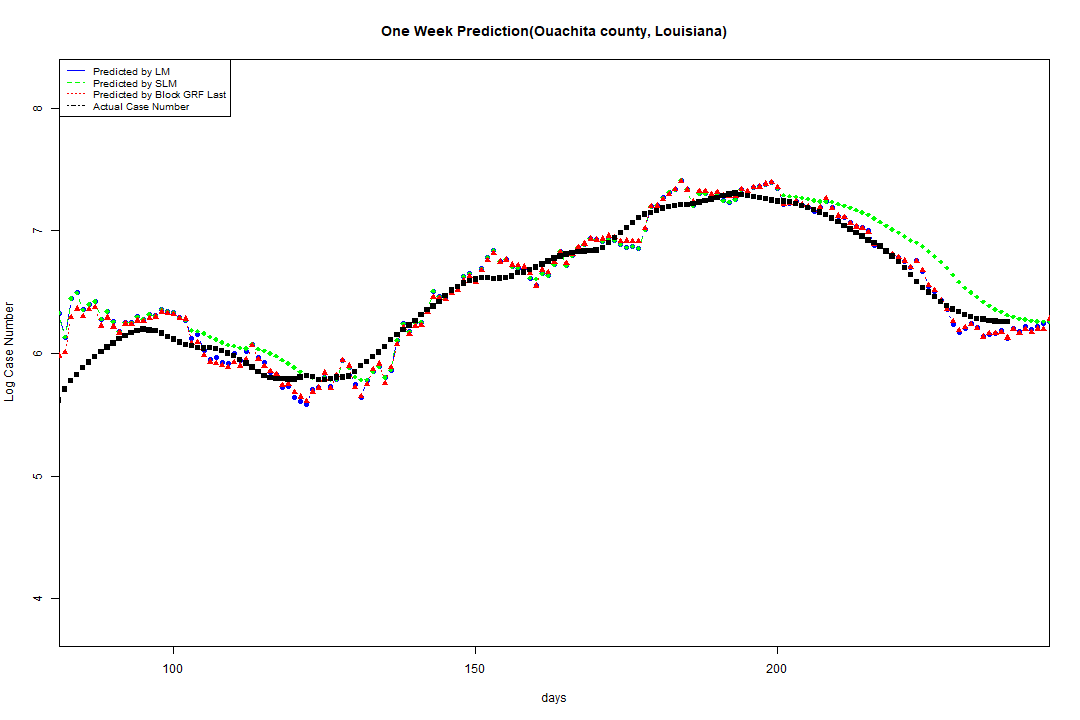 One Week Prediction(Ouachita county, Louisiana)
Predicted by LM
Predicted by SLM
Predicted by Block GRF Last
Actual Case Number
8
7
6
5
4
Log Case Number
100 150 200
days